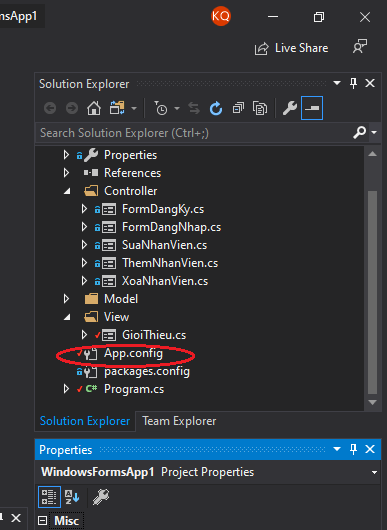 msApp1
KQ
Live Share
Solution Explorer
Search Solution Explorer (Ctrl+;)
Properties
References
Controller
FormDangKy.cs
FormDangNhap.cs
SuaNhanVien.cs
ThemNhanVien.cs
XoaNhanVien.cs
Model
View
GioiThieu.cs
App.config
packages.config
C# Program.cs
Solution Explorer Team Explorer
Properties
WindowsFormsApp1 Project Properties
Misc